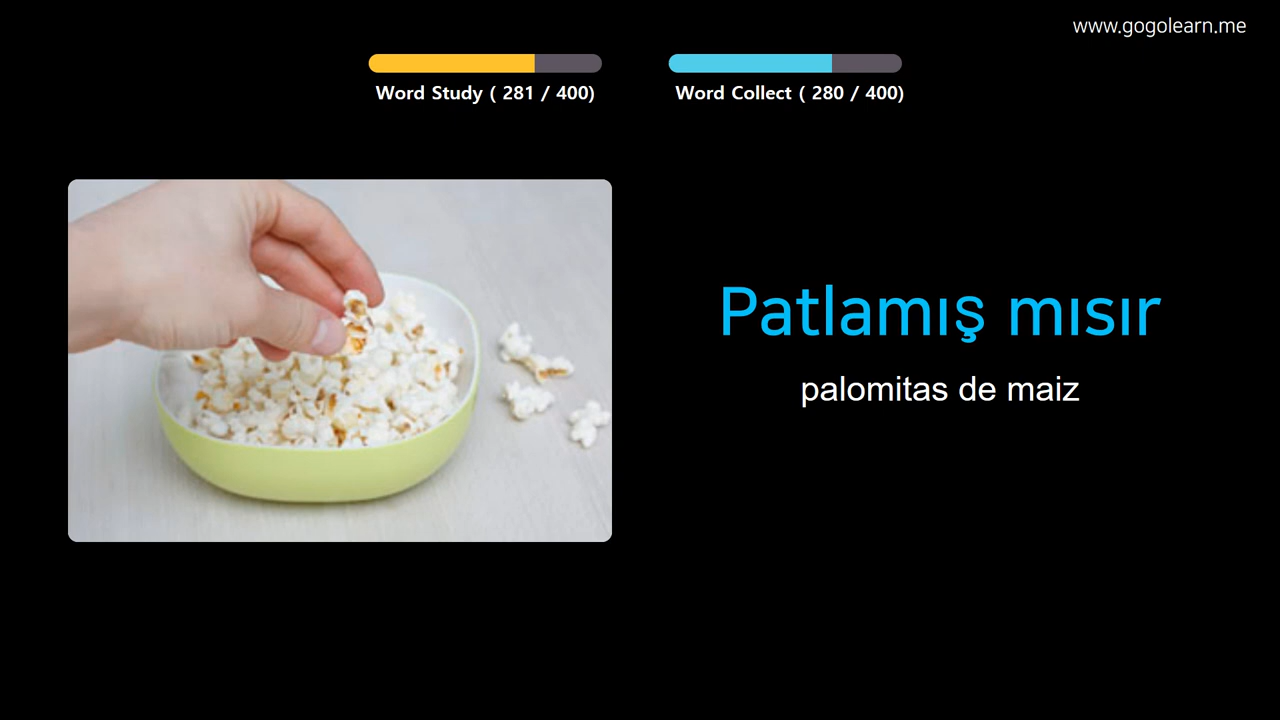 www.gogolearn.me
Word Study ( 281 / 400)
Word Collect ( 280 / 400)
Patlamış mısır
palomitas de maiz